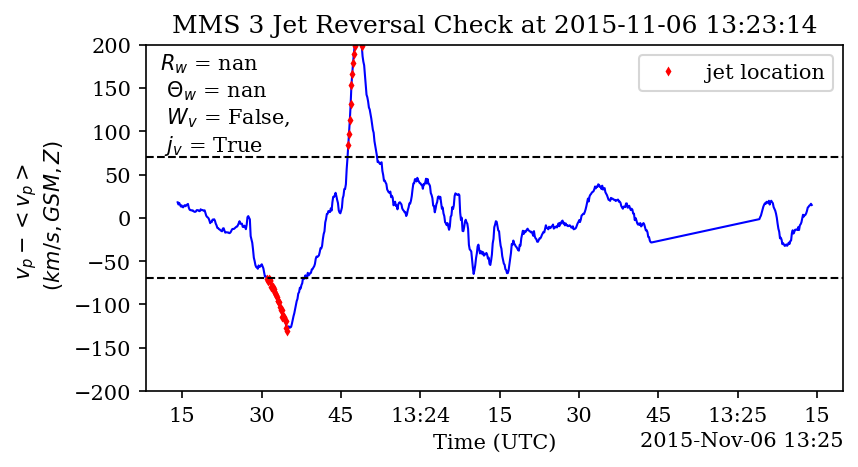 MMS 3 Jet Reversal Check at 2015-11-06 13:23:14
R_w = nan
Θ_w = nan
W_v = False,
j_v = True
jet location
v_p − < v_p >
(km/s, GSM, Z)
200
150
100
50
0
−50
−100
−150
−200
15 30 45 13:24 15 30 45 13:25 15
Time (UTC)
2015-Nov-06 13:25